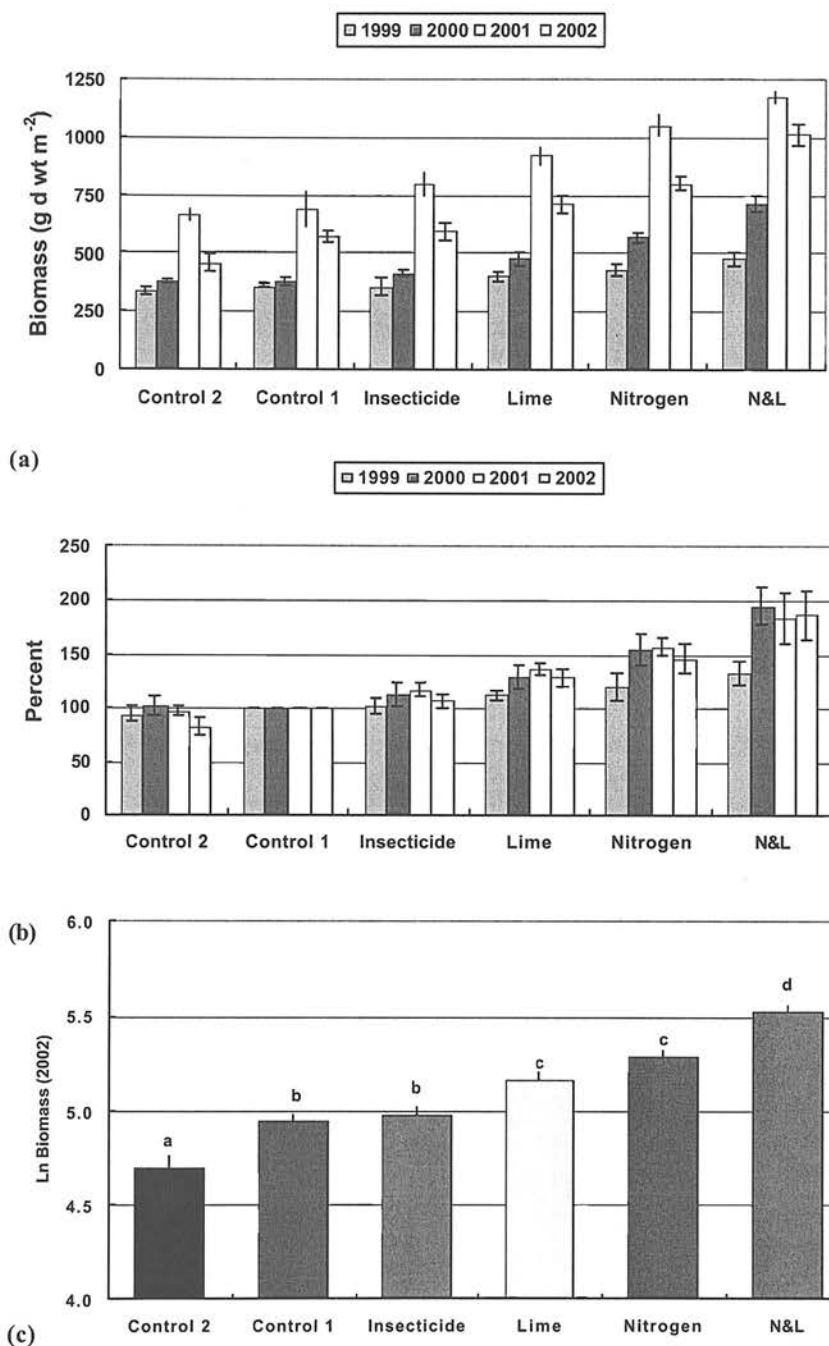 1999 2000 2001 2002
Biomass (g d wt m⁻²)
1250
1000
750
500
250
0
Control 2 Control 1 Insecticide Lime Nitrogen N&L
(a)
1999 2000 2001 2002
Percent
250
200
150
100
50
0
Control 2 Control 1 Insecticide Lime Nitrogen N&L
(b)
Ln Biomass (2002)
6.0
5.5
5.0
4.5
4.0
a
b
b
c
c
d
Control 2 Control 1 Insecticide Lime Nitrogen N&L
(c)